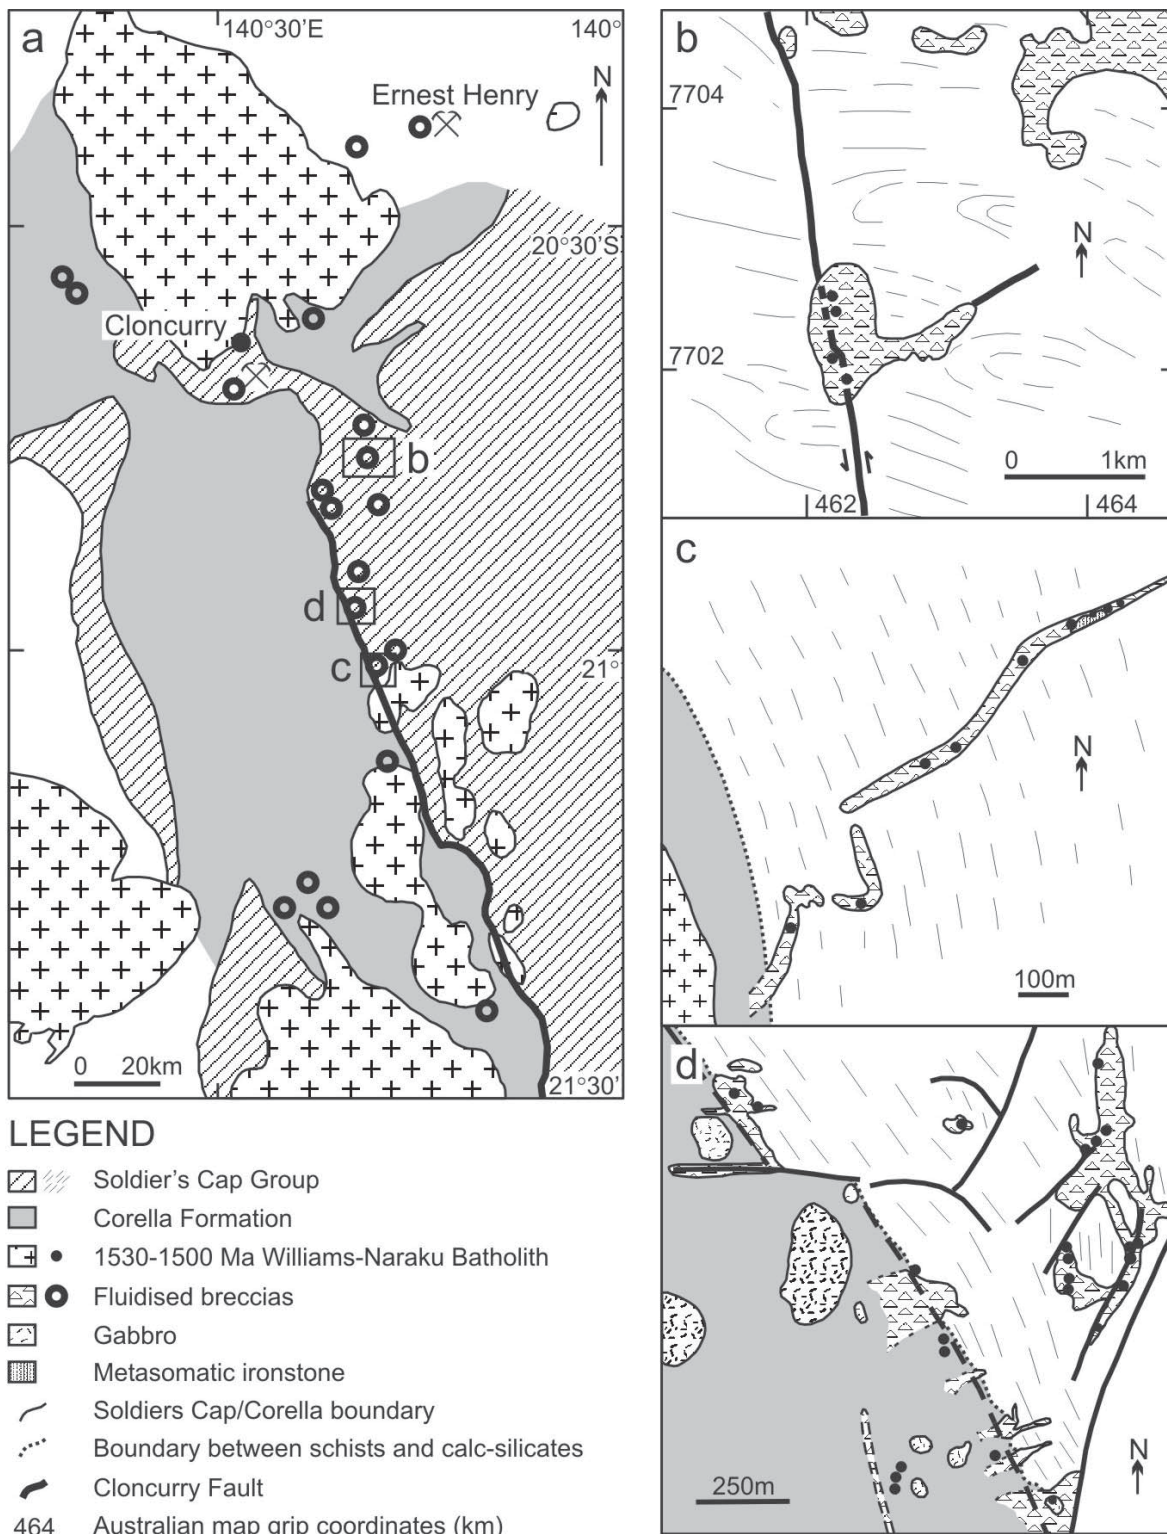 a
140°30'E
140°
N
Ernest Henry
20°30'S
Cloncurry
b
d
c
21°
0 20km
21°30'
b
7704
N
7702
0 1km
462
464
c
N
100m
d
N
250m
LEGEND
Soldier's Cap Group
Corella Formation
1530-1500 Ma Williams-Naraku Batholith
Fluidised breccias
Gabbro
Metasomatic ironstone
Soldiers Cap/Corella boundary
Boundary between schists and calc-silicates
Cloncurry Fault
464 Australian map grip coordinates (km)